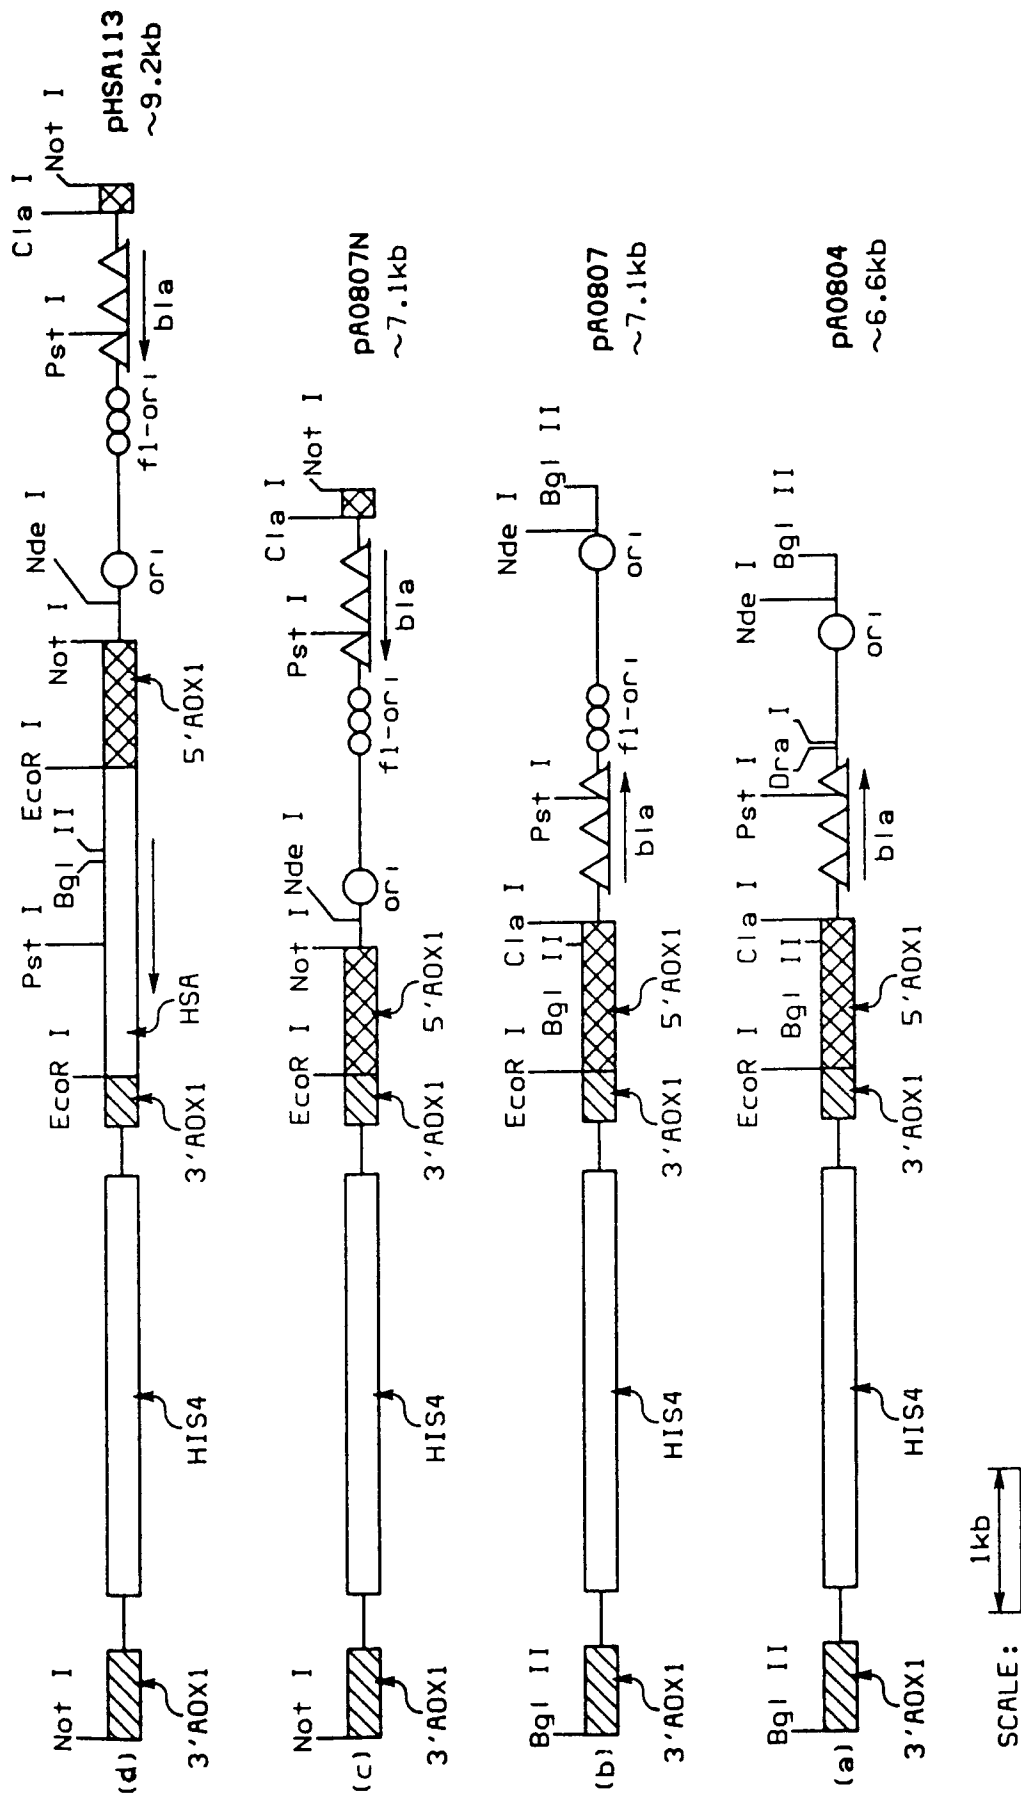 (d)
Not I
3'AOX1
HIS4
3'AOX1
EcoR I
HSA
Pst I
Bgl II
EcoR I
5'AOX1
Not I
Nde I
ori
f1-ori
Pst I
bla
Cla I
Not I
pHSA113
~9.2kb
(c)
Not I
3'AOX1
HIS4
3'AOX1
EcoR I
5'AOX1
Not I
Nde I
ori
f1-ori
Pst I
bla
Cla I
Not I
pAO807N
~7.1kb
(b)
Bgl II
3'AOX1
HIS4
3'AOX1
EcoR I
5'AOX1
Bgl II
Cla I
Pst I
bla
f1-ori
Nde I
ori
Bgl II
pAO807
~7.1kb
(a)
Bgl II
3'AOX1
HIS4
3'AOX1
EcoR I
5'AOX1
Bgl II
Cla I
Pst I
bla
Dra I
Nde I
ori
Bgl II
pAO804
~6.6kb
SCALE:
1kb